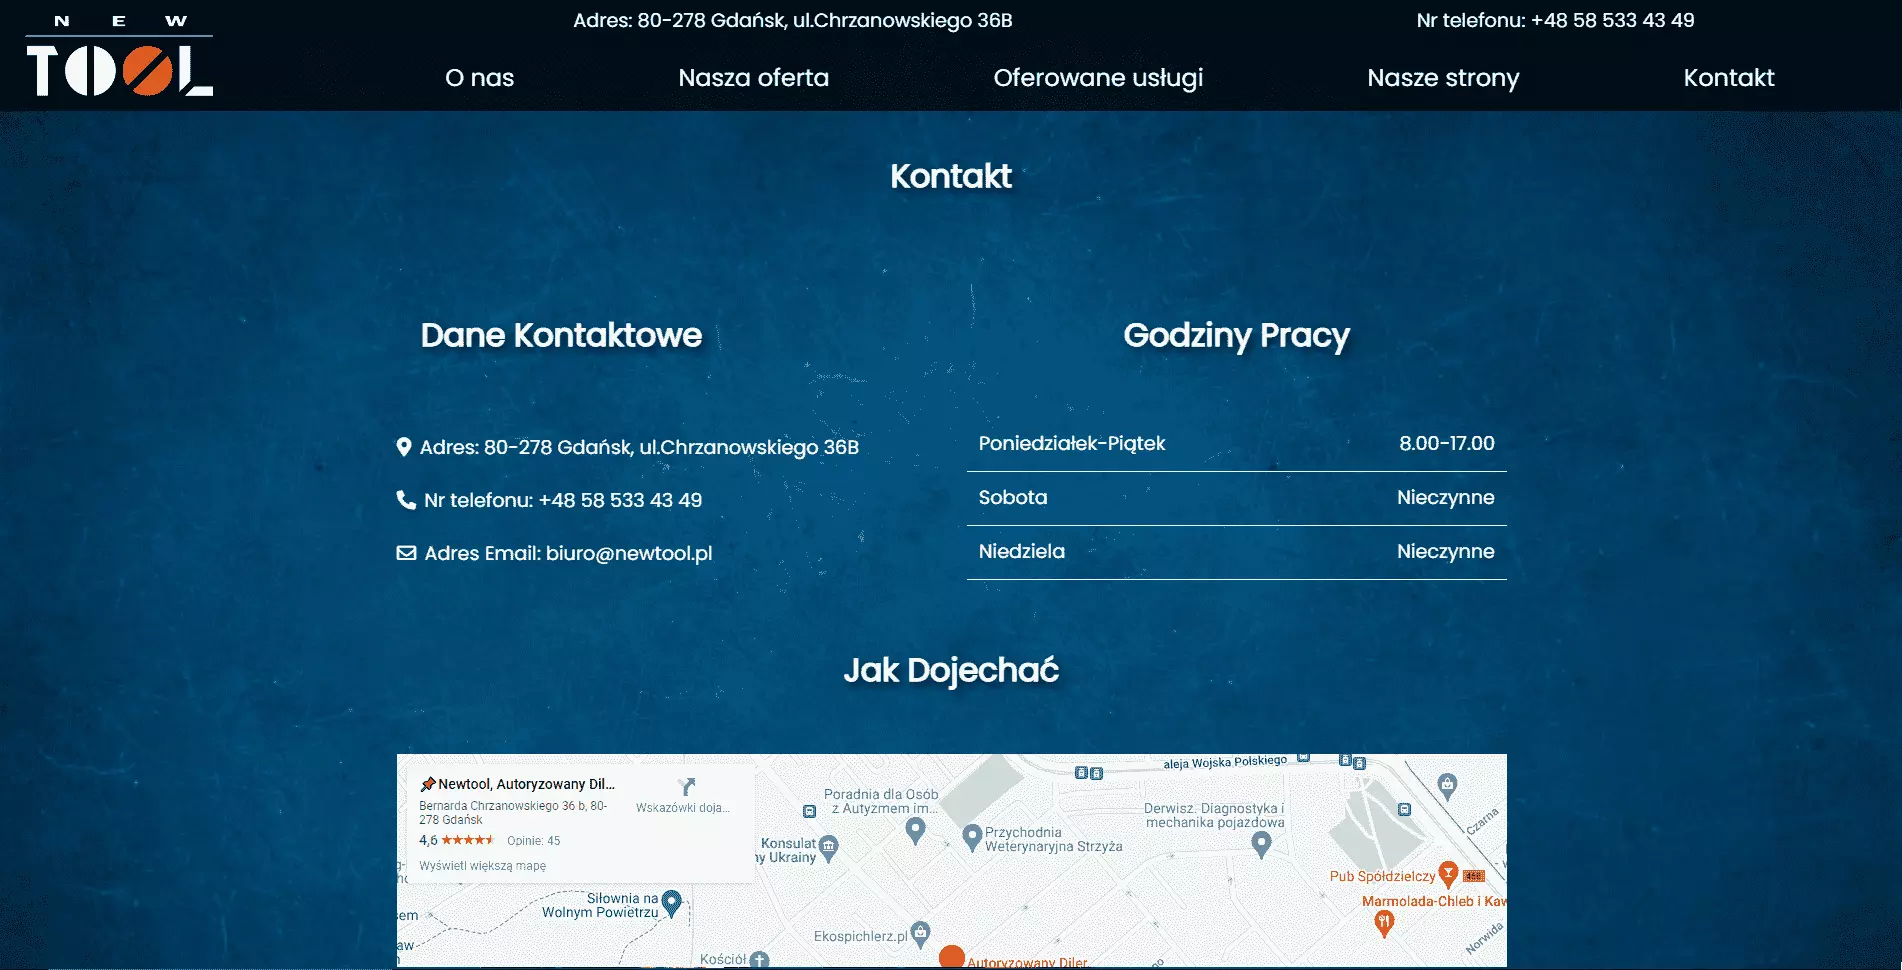 NEW
TOOL
Adres: 80-278 Gdańsk, ul.Chrzanowskiego 36B
Nr telefonu: +48 58 533 43 49
O nas
Nasza oferta
Oferowane usługi
Nasze strony
Kontakt
Kontakt
Dane Kontaktowe
Adres: 80-278 Gdańsk, ul.Chrzanowskiego 36B
Nr telefonu: +48 58 533 43 49
Adres Email: biuro@newtool.pl
Godziny Pracy
Poniedziałek-Piątek 8.00-17.00
Sobota Nieczynne
Niedziela Nieczynne
Jak Dojechać
Newtool, Autoryzowany Dil...
Bernarda Chrzanowskiego 36 b, 80-
278 Gdańsk
4,6 Opinie: 45
Wyświetl większą mapę
Wskazówki doja...
aleja Wojska Polskiego
Poradnia dla Osób
z Autyzmem im...
Derwisz. Diagnostyka i
mechanika pojazdowa
Przychodnia
Weterynaryjna Strzyża
Konsulat
ny Ukrainy
Czarna
Pub Spółdzielczy
468
Marmolada-Chleb i Kaw
Siłownia na
Wolnym Powietrzu
Ekospichlerz.pl
Norwida
Kościół
Autoryzowany Diler